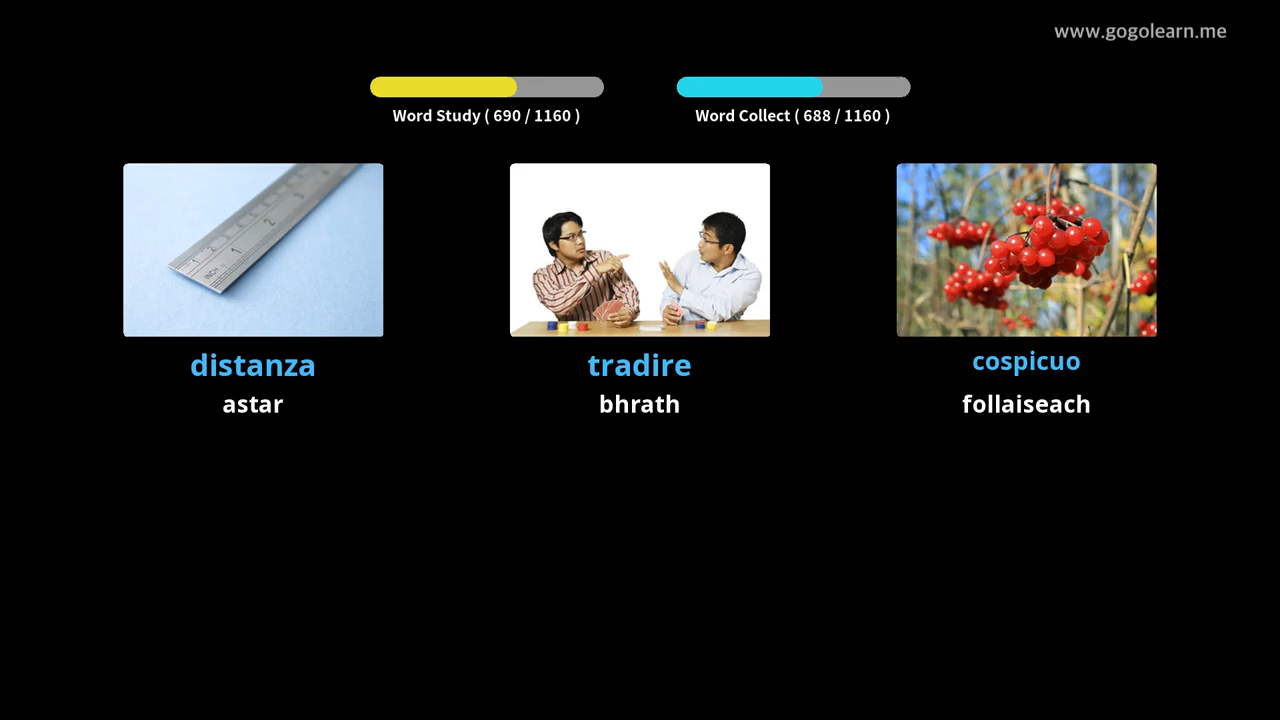 www.gogolearn.me
Word Study ( 690 / 1160 )
Word Collect ( 688 / 1160 )
distanza
tradire
cospicuo
astar
bhrath
follaiseach